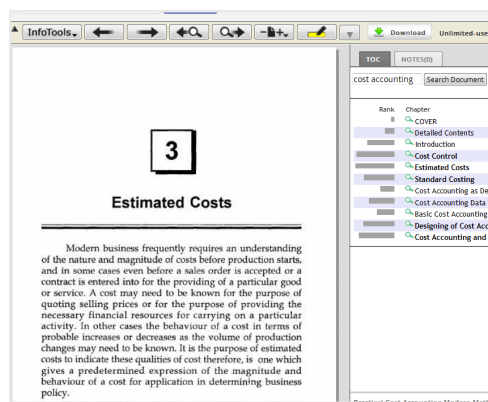 InfoTools
Download Unlimited-use
TOC NOTES(0)
cost accounting Search Document
Rank Chapter
COVER
Detailed Contents
Introduction
Cost Control
Estimated Costs
Standard Costing
Cost Accounting as De
Cost Accounting Data
Basic Cost Accounting
Designing of Cost Acc
Cost Accounting and
3
Estimated Costs
Modern business frequently requires an understanding
of the nature and magnitude of costs before production starts,
and in some cases even before a sales order is accepted or a
contract is entered into for the providing of a particular good
or service. A cost may need to be known for the purpose of
quoting selling prices or for the purpose of providing the
necessary financial resources for carrying on a particular
activity. In other cases the behaviour of a cost in terms of
probable increases or decreases as the volume of production
changes may need to be known. It is the purpose of estimated
costs to indicate these qualities of cost therefore, is one which
gives a predetermined expression of the magnitude and
behaviour of a cost for application in determining business
policy.